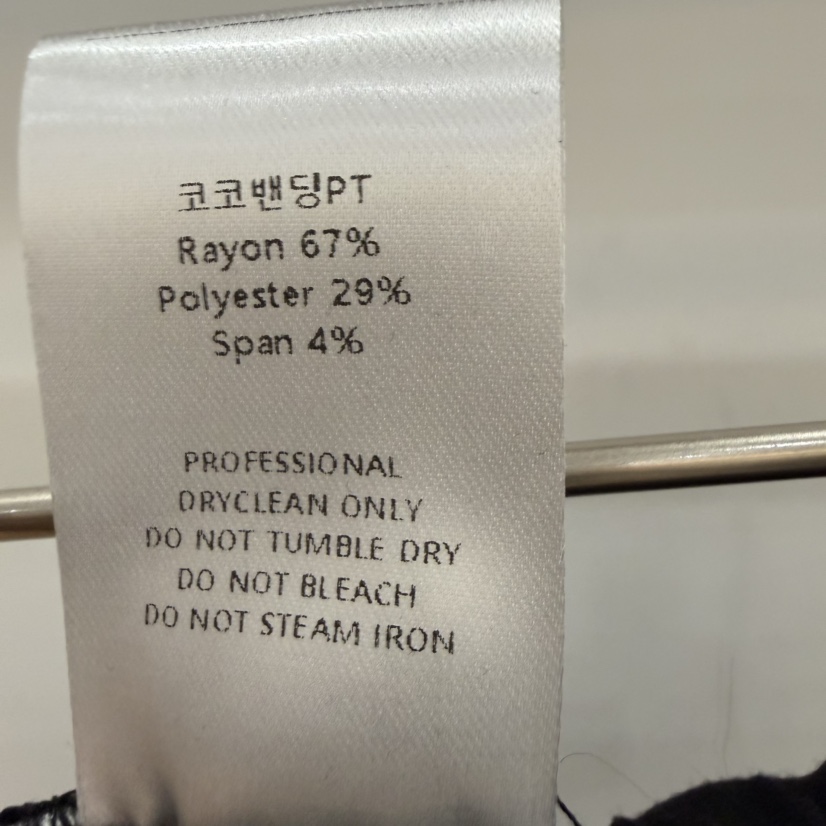 코코밴딩PT
Rayon 67%
Polyester 29%
Span 4%
PROFESSIONAL
DRYCLEAN ONLY
DO NOT TUMBLE DRY
DO NOT BLEACH
DO NOT STEAM IRON